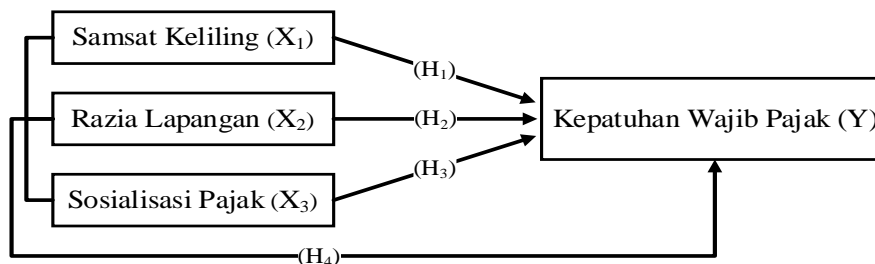 Samsat Keliling (X₁)
(H₁)
Razia Lapangan (X₂)
(H₂)
Kepatuhan Wajib Pajak (Y)
(H₃)
Sosialisasi Pajak (X₃)
(H₄)